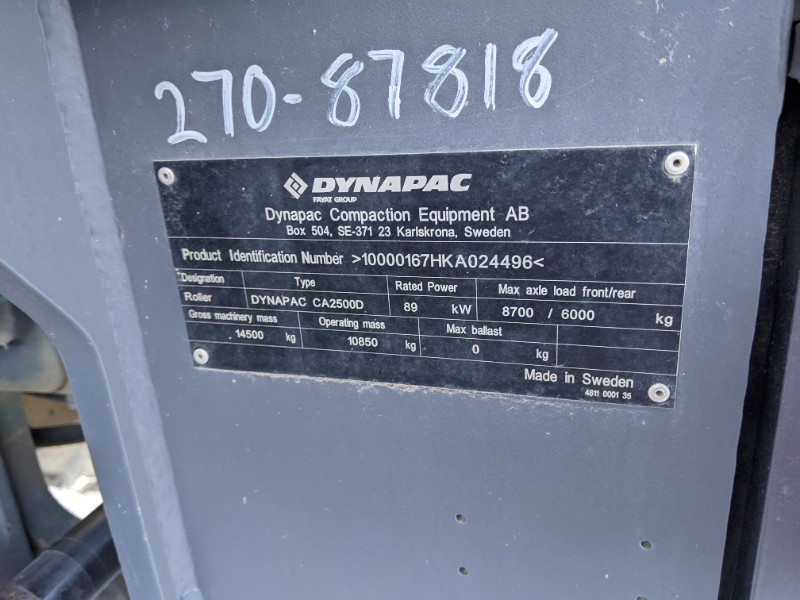 270-87818
DYNAPAC
FAYAT GROUP
Dynapac Compaction Equipment AB
Box 504, SE-371 23 Karlskrona, Sweden
Product Identification Number >10000167HKA024496<
Designation Type Rated Power Max axle load front/rear
Roller DYNAPAC CA2500D 89 kW 8700 / 6000 kg
Gross machinery mass Operating mass Max ballast
14500 kg 10850 kg 0 kg
Made in Sweden
4811 0001 35